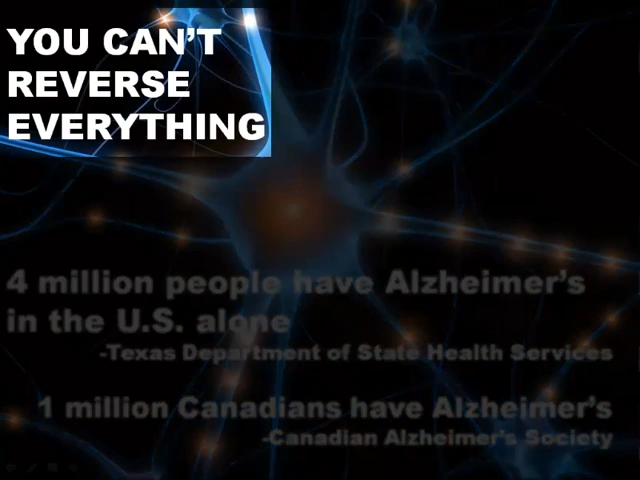 YOU CAN'T
REVERSE
EVERYTHING
4 million people have Alzheimer's
in the U.S. alone
-Texas Department of State Health Services
1 million Canadians have Alzheimer's
-Canadian Alzheimer's Society